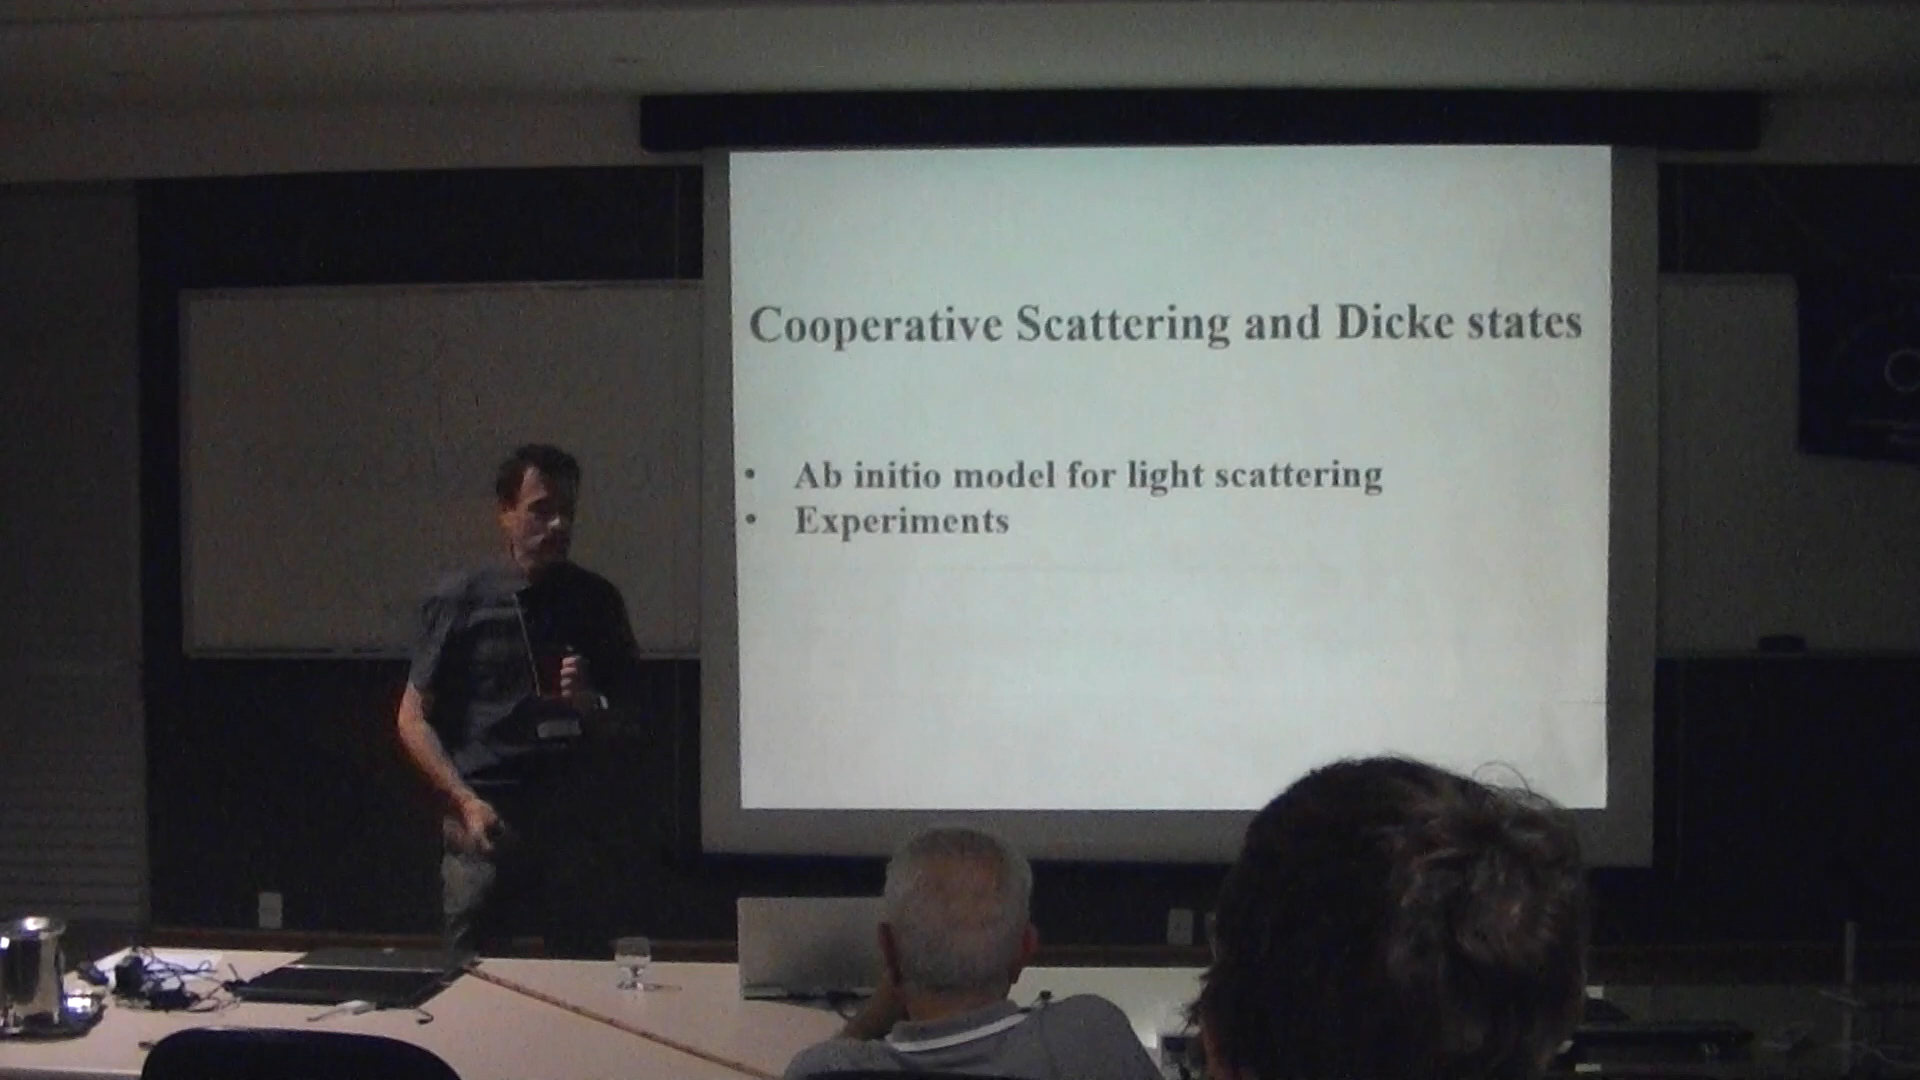 Cooperative Scattering and Dicke states
• Ab initio model for light scattering
• Experiments